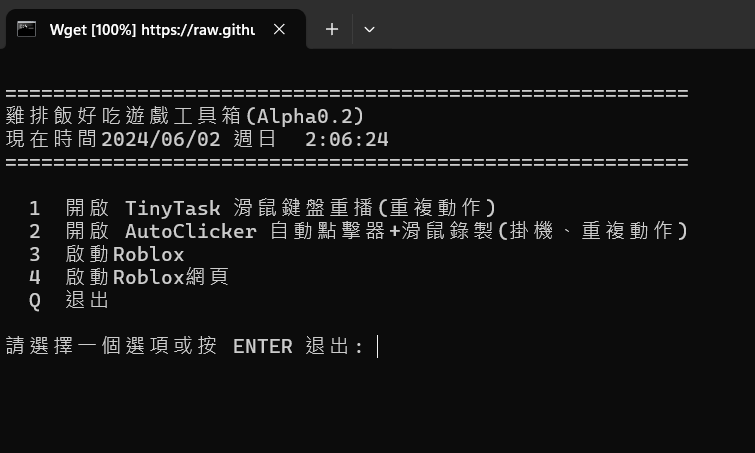 Wget [100%] https://raw.githu
=========================================================
雞排飯好吃遊戲工具箱(Alpha0.2)
現在時間2024/06/02 週日  2:06:24
=========================================================
1  開啟 TinyTask 滑鼠鍵盤重播(重複動作)
2  開啟 AutoClicker 自動點擊器+滑鼠錄製(掛機、重複動作)
3  啟動Roblox
4  啟動Roblox網頁
Q  退出
請選擇一個選項或按 ENTER 退出: